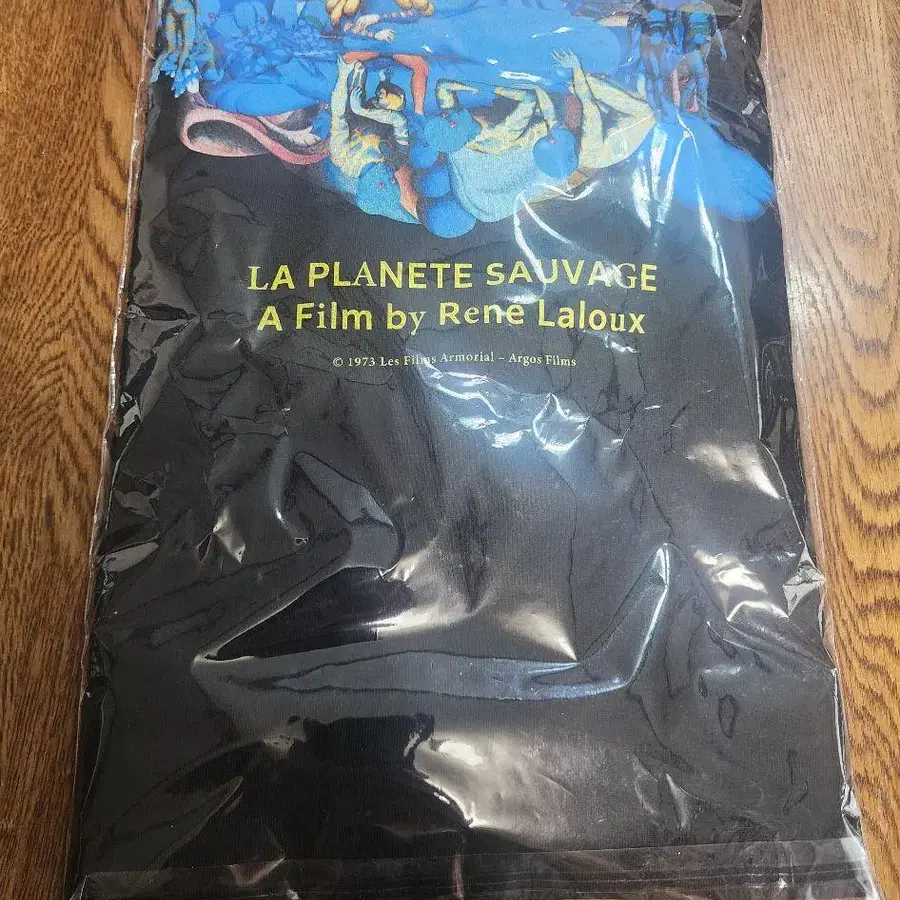 LA PLANETE SAUVAGE
A Film by Rene Laloux
© 1973 Les Films Armorial – Argos Films